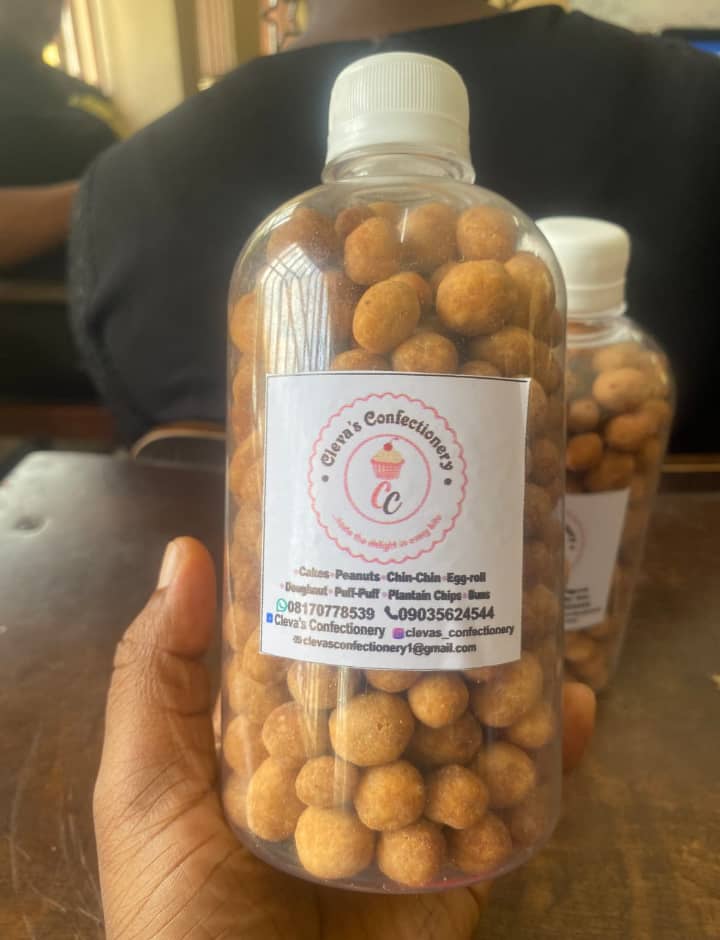 Cleva's Confectionery
CC
...taste the delight in every bite
Cakes Peanuts Chin-Chin Egg-roll
Doughnut Puff-Puff Plantain Chips Buns
08170778539 09035624544
Cleva's Confectionery clevas_confectionery
clevasconfectionery1@gmail.com